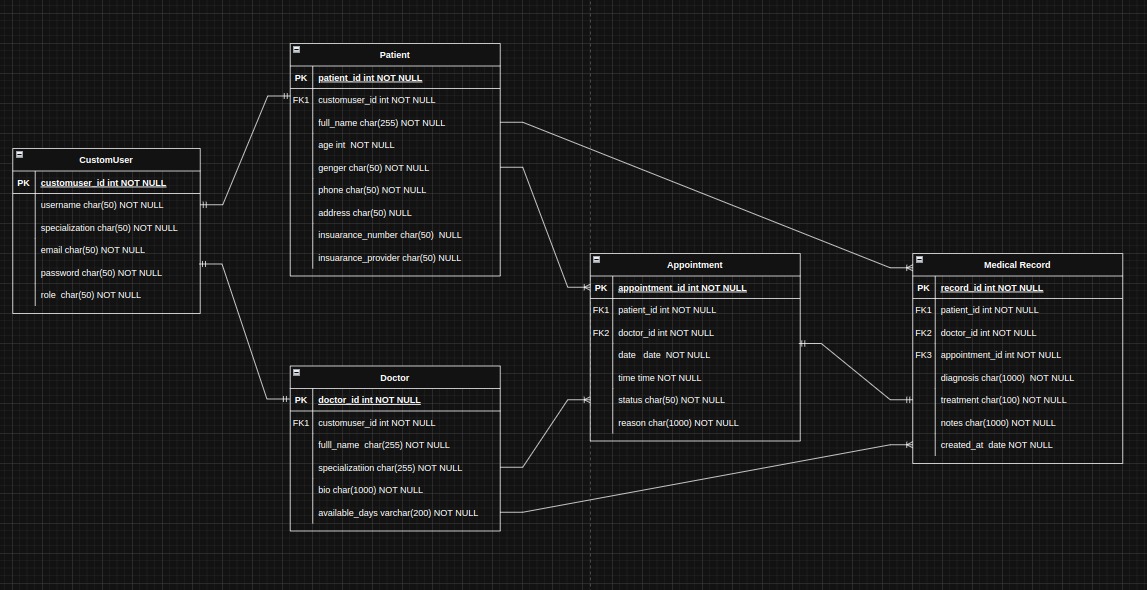 Patient
PK patient_id int NOT NULL
FK1 customuser_id int NOT NULL
full_name char(255) NOT NULL
age int  NOT NULL
genger char(50) NOT NULL
phone char(50) NOT NULL
address char(50) NULL
insuarance_number char(50)  NULL
insuarance_provider char(50) NULL
CustomUser
PK customuser_id int NOT NULL
username char(50) NOT NULL
specialization char(50) NOT NULL
email char(50) NOT NULL
password char(50) NOT NULL
role  char(50) NOT NULL
Doctor
PK doctor_id int NOT NULL
FK1 customuser_id int NOT NULL
fulll_name  char(255) NOT NULL
specializatiion char(255) NOT NULL
bio char(1000) NOT NULL
available_days varchar(200) NOT NULL
Appointment
PK appointment_id int NOT NULL
FK1 patient_id int NOT NULL
FK2 doctor_id int NOT NULL
date   date  NOT NULL
time time NOT NULL
status char(50) NOT NULL
reason char(1000) NOT NULL
Medical Record
PK record_id int NOT NULL
FK1 patient_id int NOT NULL
FK2 doctor_id int NOT NULL
FK3 appointment_id int NOT NULL
diagnosis char(1000)  NOT NULL
treatment char(100) NOT NULL
notes char(1000) NOT NULL
created_at  date NOT NULL